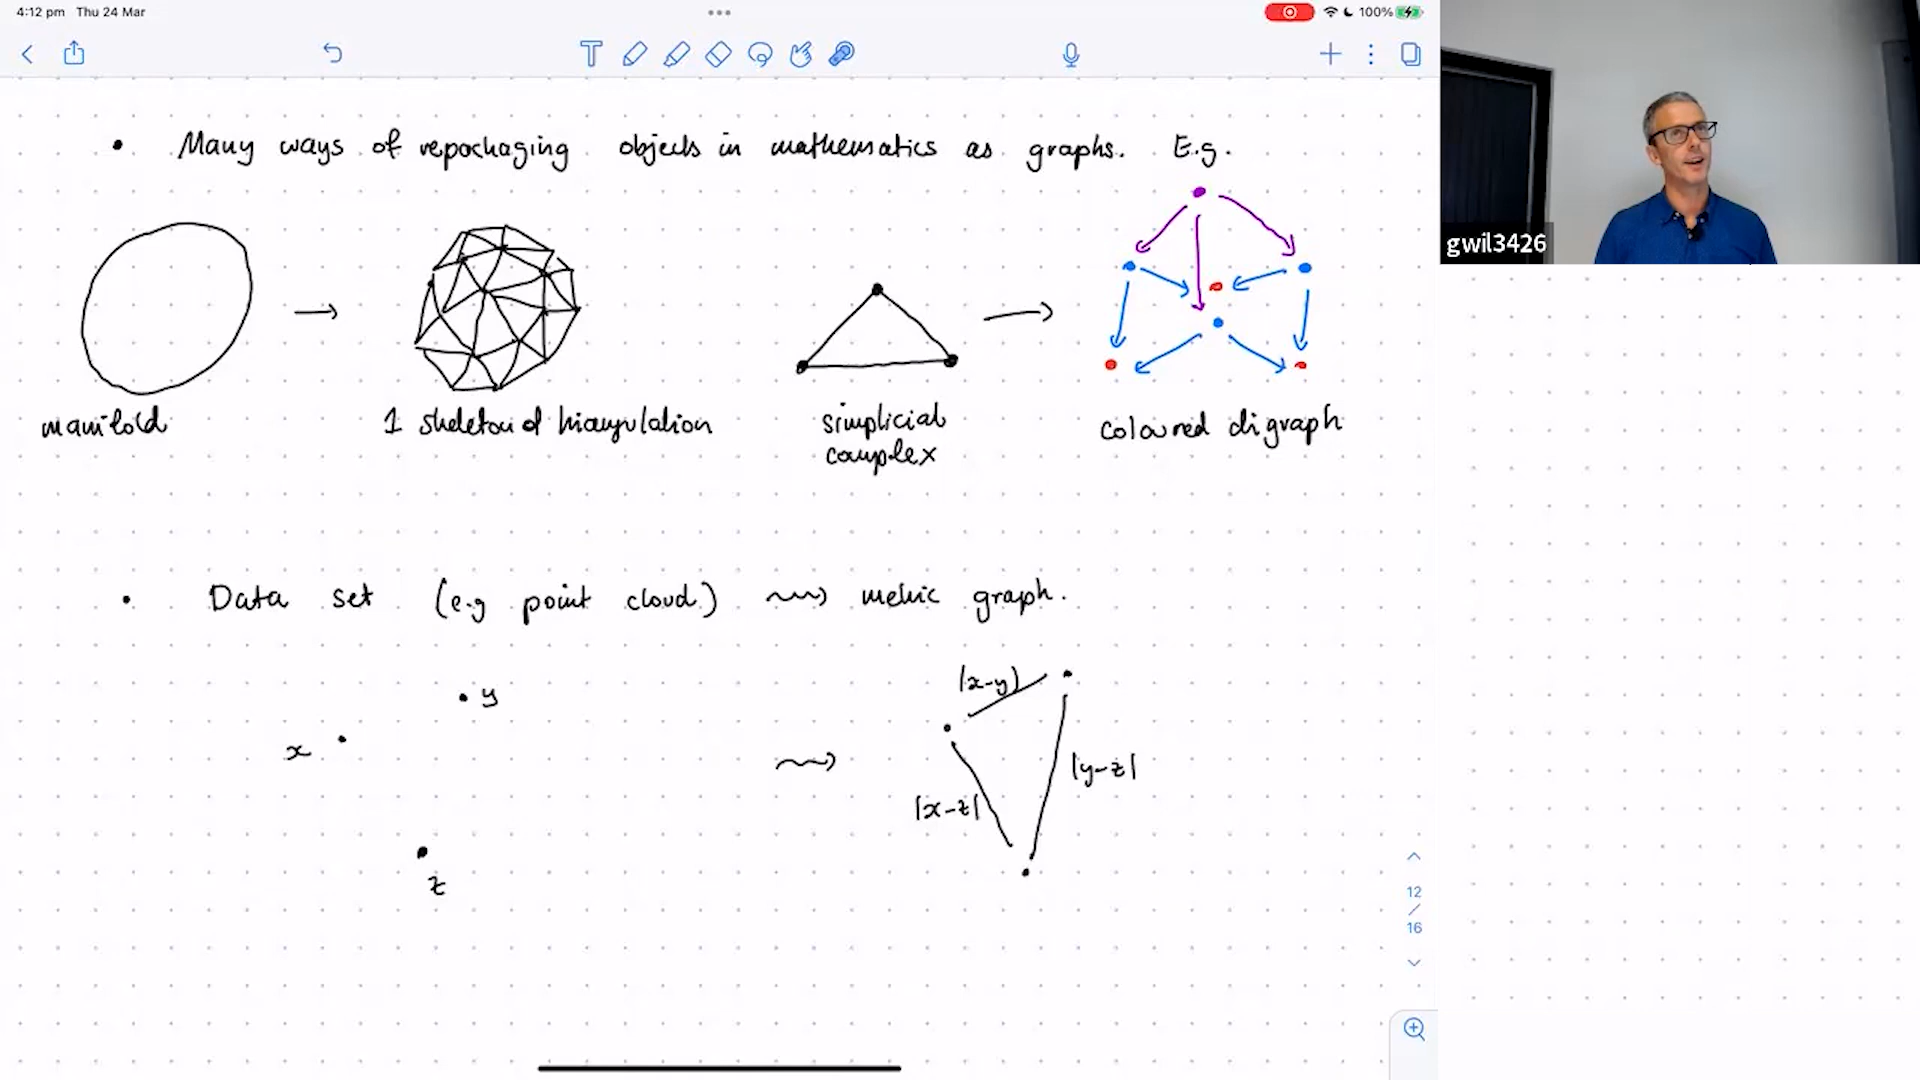 4:12 pm Thu 24 Mar
100%
• Many ways of repackaging objects in mathematics as graphs. E.g.
gwil3426
manifold
1 skeleton of triangulation
simplicial
complex
coloured digraph
• Data set (e.g point cloud) metric graph.
y
x
z
|x-y|
|x-z|
|y-z|
12
/
16